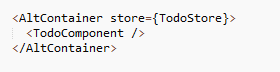 <AltContainer store={TodoStore}>
  <TodoComponent />
</AltContainer>